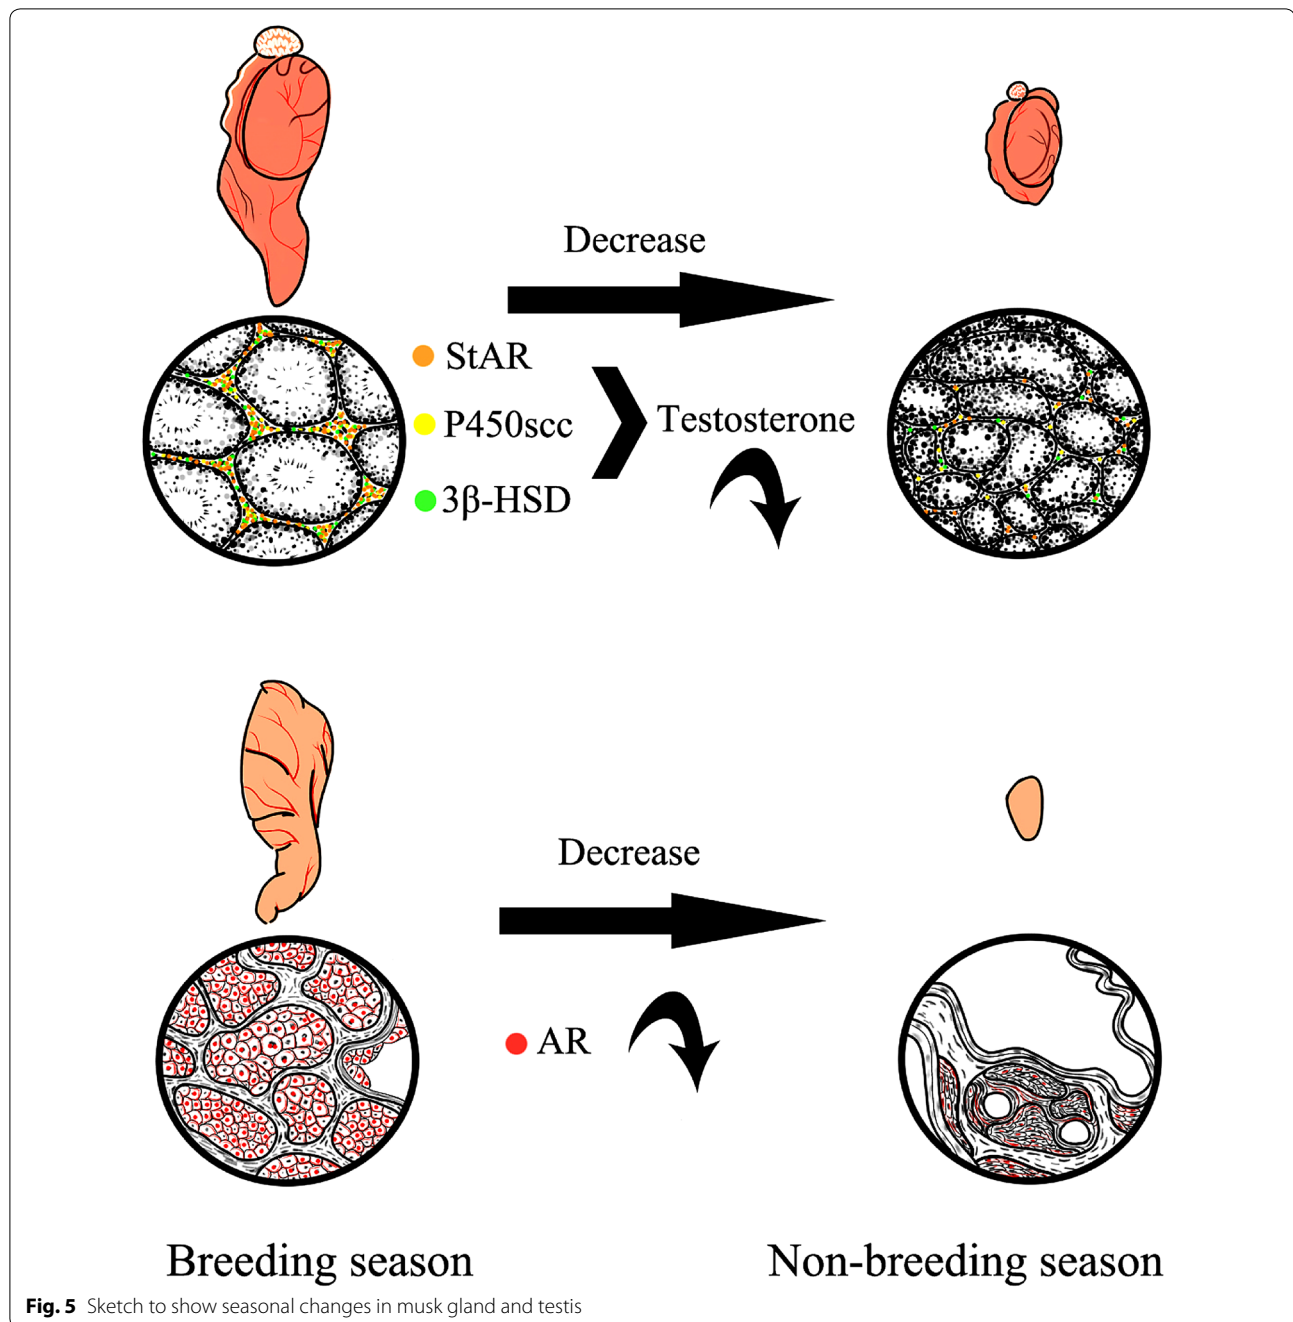 Decrease
StAR
P450scc
3β-HSD
Testosterone
Decrease
AR
Breeding season
Non-breeding season
Fig. 5 Sketch to show seasonal changes in musk gland and testis